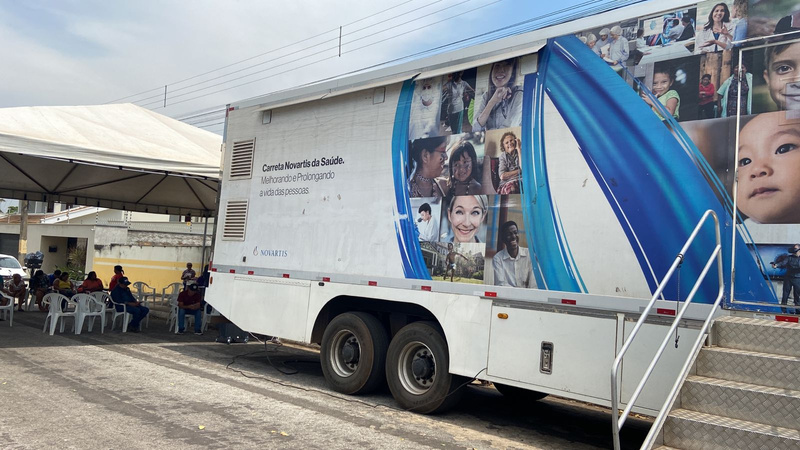 Carreta Novartis da Saúde.
Melhorando e Prolongando
a vida das pessoas.
NOVARTIS